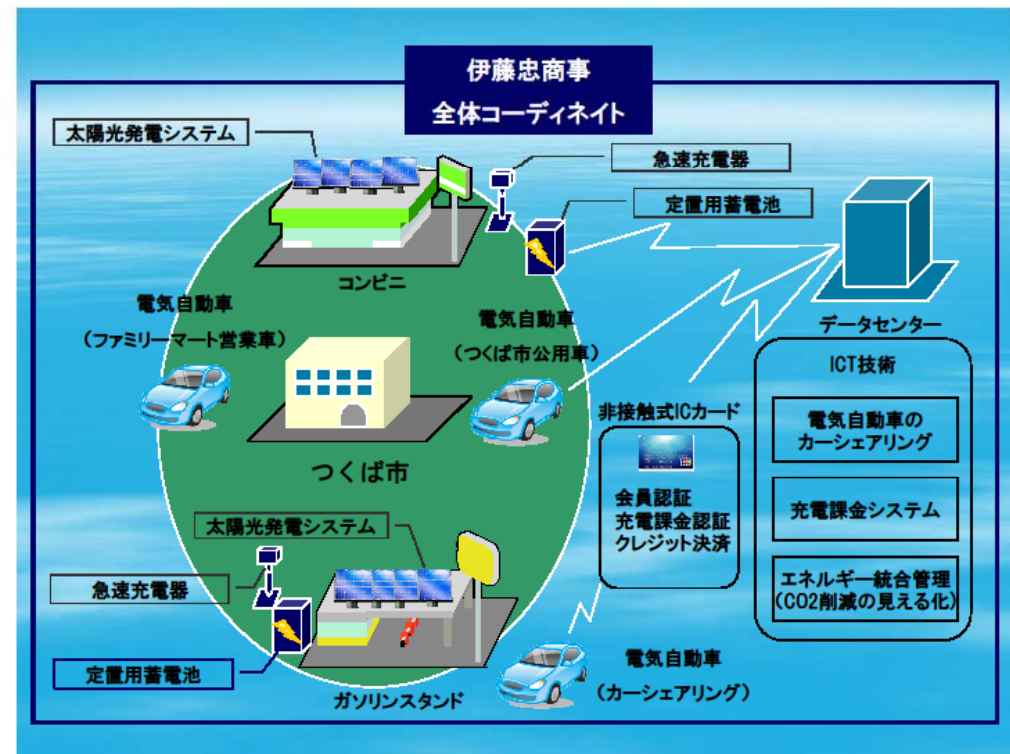 伊藤忠商事
全体コーディネイト
太陽光発電システム
急速充電器
定置用蓄電池
コンビニ
電気自動車
(ファミリーマート営業車)
電気自動車
(つくば市公用車)
データセンター
ICT技術
電気自動車の
カーシェアリング
充電課金システム
エネルギー統合管理
(CO2削減の見える化)
非接触式ICカード
会員認証
充電課金認証
クレジット決済
つくば市
太陽光発電システム
急速充電器
定置用蓄電池
ガソリンスタンド
電気自動車
(カーシェアリング)